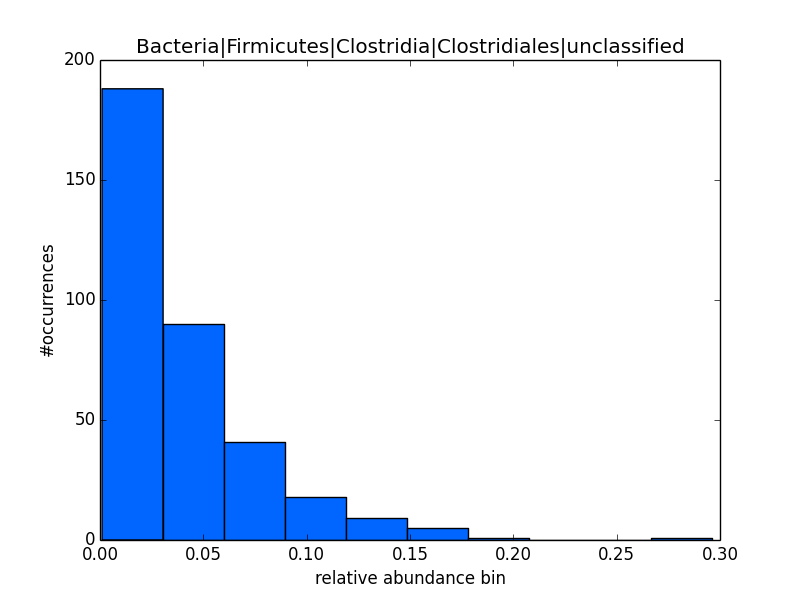 Bacteria|Firmicutes|Clostridia|Clostridiales|unclassified
200
150
100
50
0
#occurrences
0.00 0.05 0.10 0.15 0.20 0.25 0.30
relative abundance bin